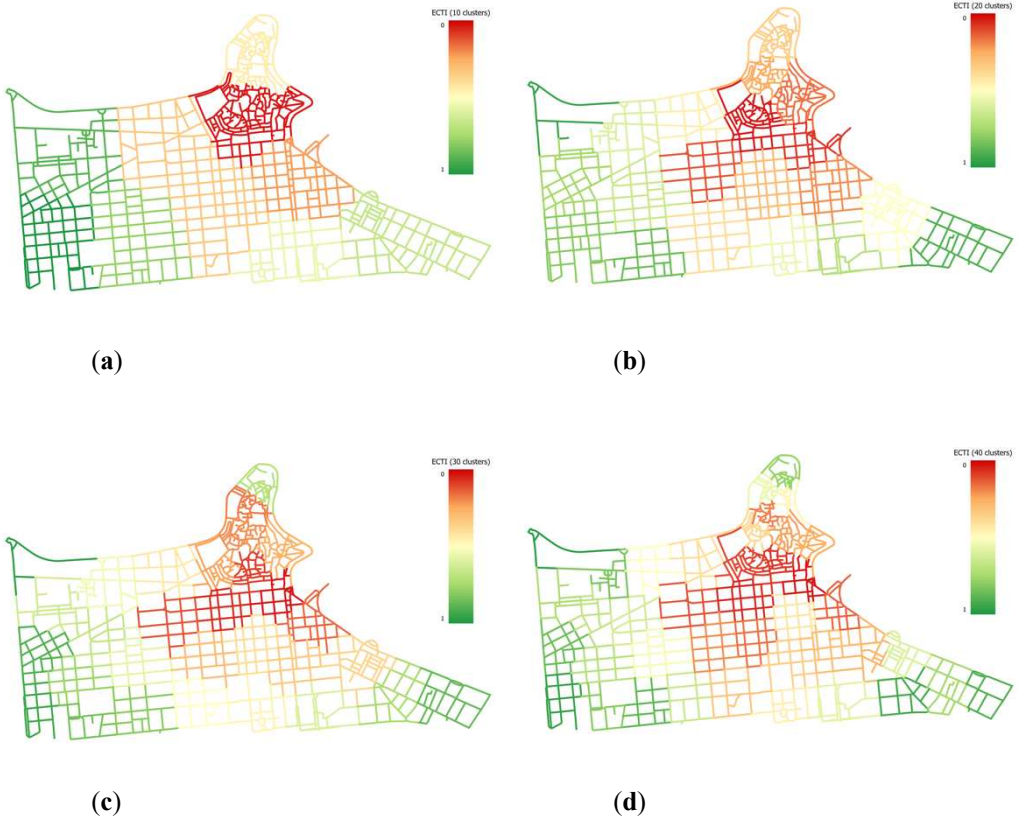 ECTI (10 clusters)
0
1
(a)
ECTI (20 clusters)
0
1
(b)
ECTI (30 clusters)
0
1
(c)
ECTI (40 clusters)
0
1
(d)